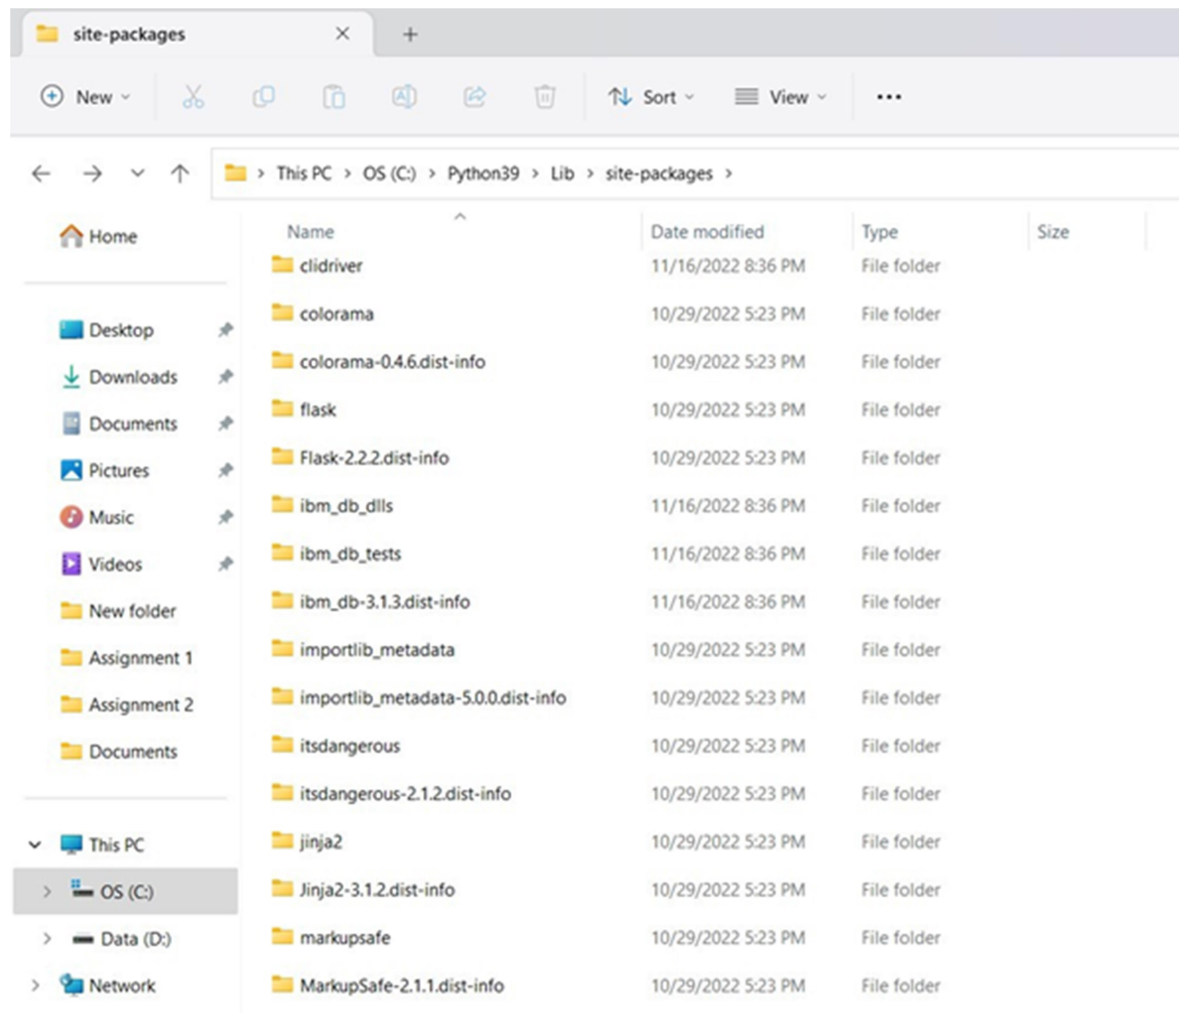 site-packages
New
Sort
View
This PC > OS (C:) > Python39 > Lib > site-packages >
Home
Desktop
Downloads
Documents
Pictures
Music
Videos
New folder
Assignment 1
Assignment 2
Documents
This PC
OS (C:)
Data (D:)
Network
Name Date modified Type Size
clidriver 11/16/2022 8:36 PM File folder
colorama 10/29/2022 5:23 PM File folder
colorama-0.4.6.dist-info 10/29/2022 5:23 PM File folder
flask 10/29/2022 5:23 PM File folder
Flask-2.2.2.dist-info 10/29/2022 5:23 PM File folder
ibm_db_dlls 11/16/2022 8:36 PM File folder
ibm_db_tests 11/16/2022 8:36 PM File folder
ibm_db-3.1.3.dist-info 11/16/2022 8:36 PM File folder
importlib_metadata 10/29/2022 5:23 PM File folder
importlib_metadata-5.0.0.dist-info 10/29/2022 5:23 PM File folder
itsdangerous 10/29/2022 5:23 PM File folder
itsdangerous-2.1.2.dist-info 10/29/2022 5:23 PM File folder
jinja2 10/29/2022 5:23 PM File folder
Jinja2-3.1.2.dist-info 10/29/2022 5:23 PM File folder
markupsafe 10/29/2022 5:23 PM File folder
MarkupSafe-2.1.1.dist-info 10/29/2022 5:23 PM File folder